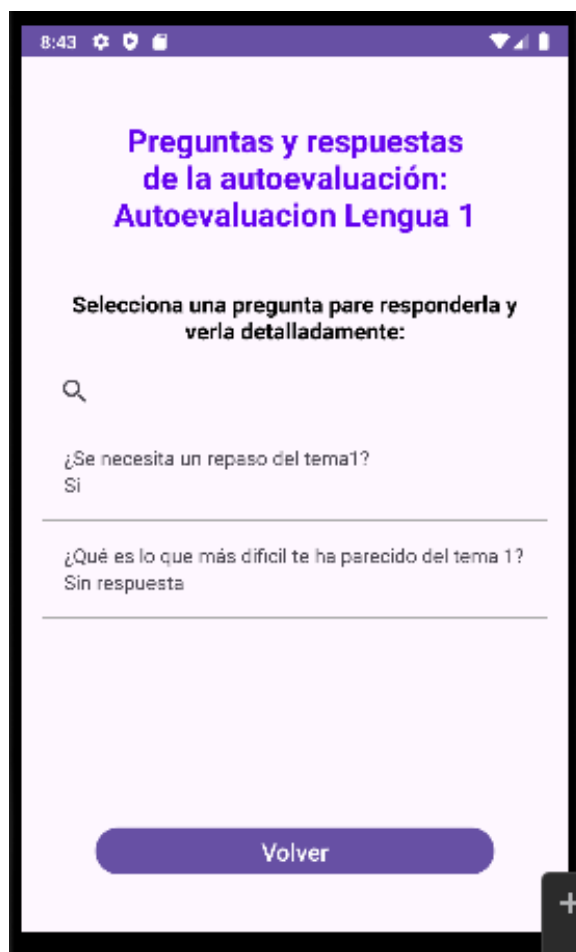 8:43
Preguntas y respuestas
de la autoevaluación:
Autoevaluacion Lengua 1
Selecciona una pregunta pare responderla y
verla detalladamente:
¿Se necesita un repaso del tema1?
Si
¿Qué es lo que más dificil te ha parecido del tema 1?
Sin respuesta
Volver